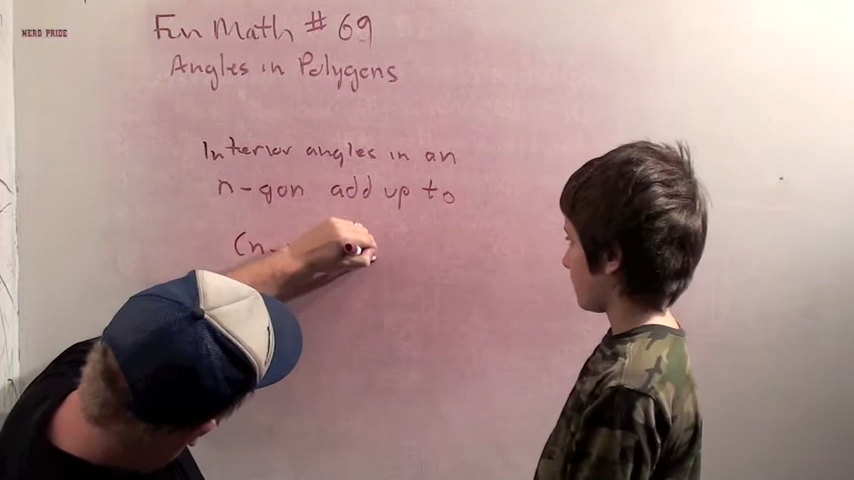 NERD PRIDE
Fun Math # 69
Angles in Polygons
Interior angles in an
n-gon add up to
(n-